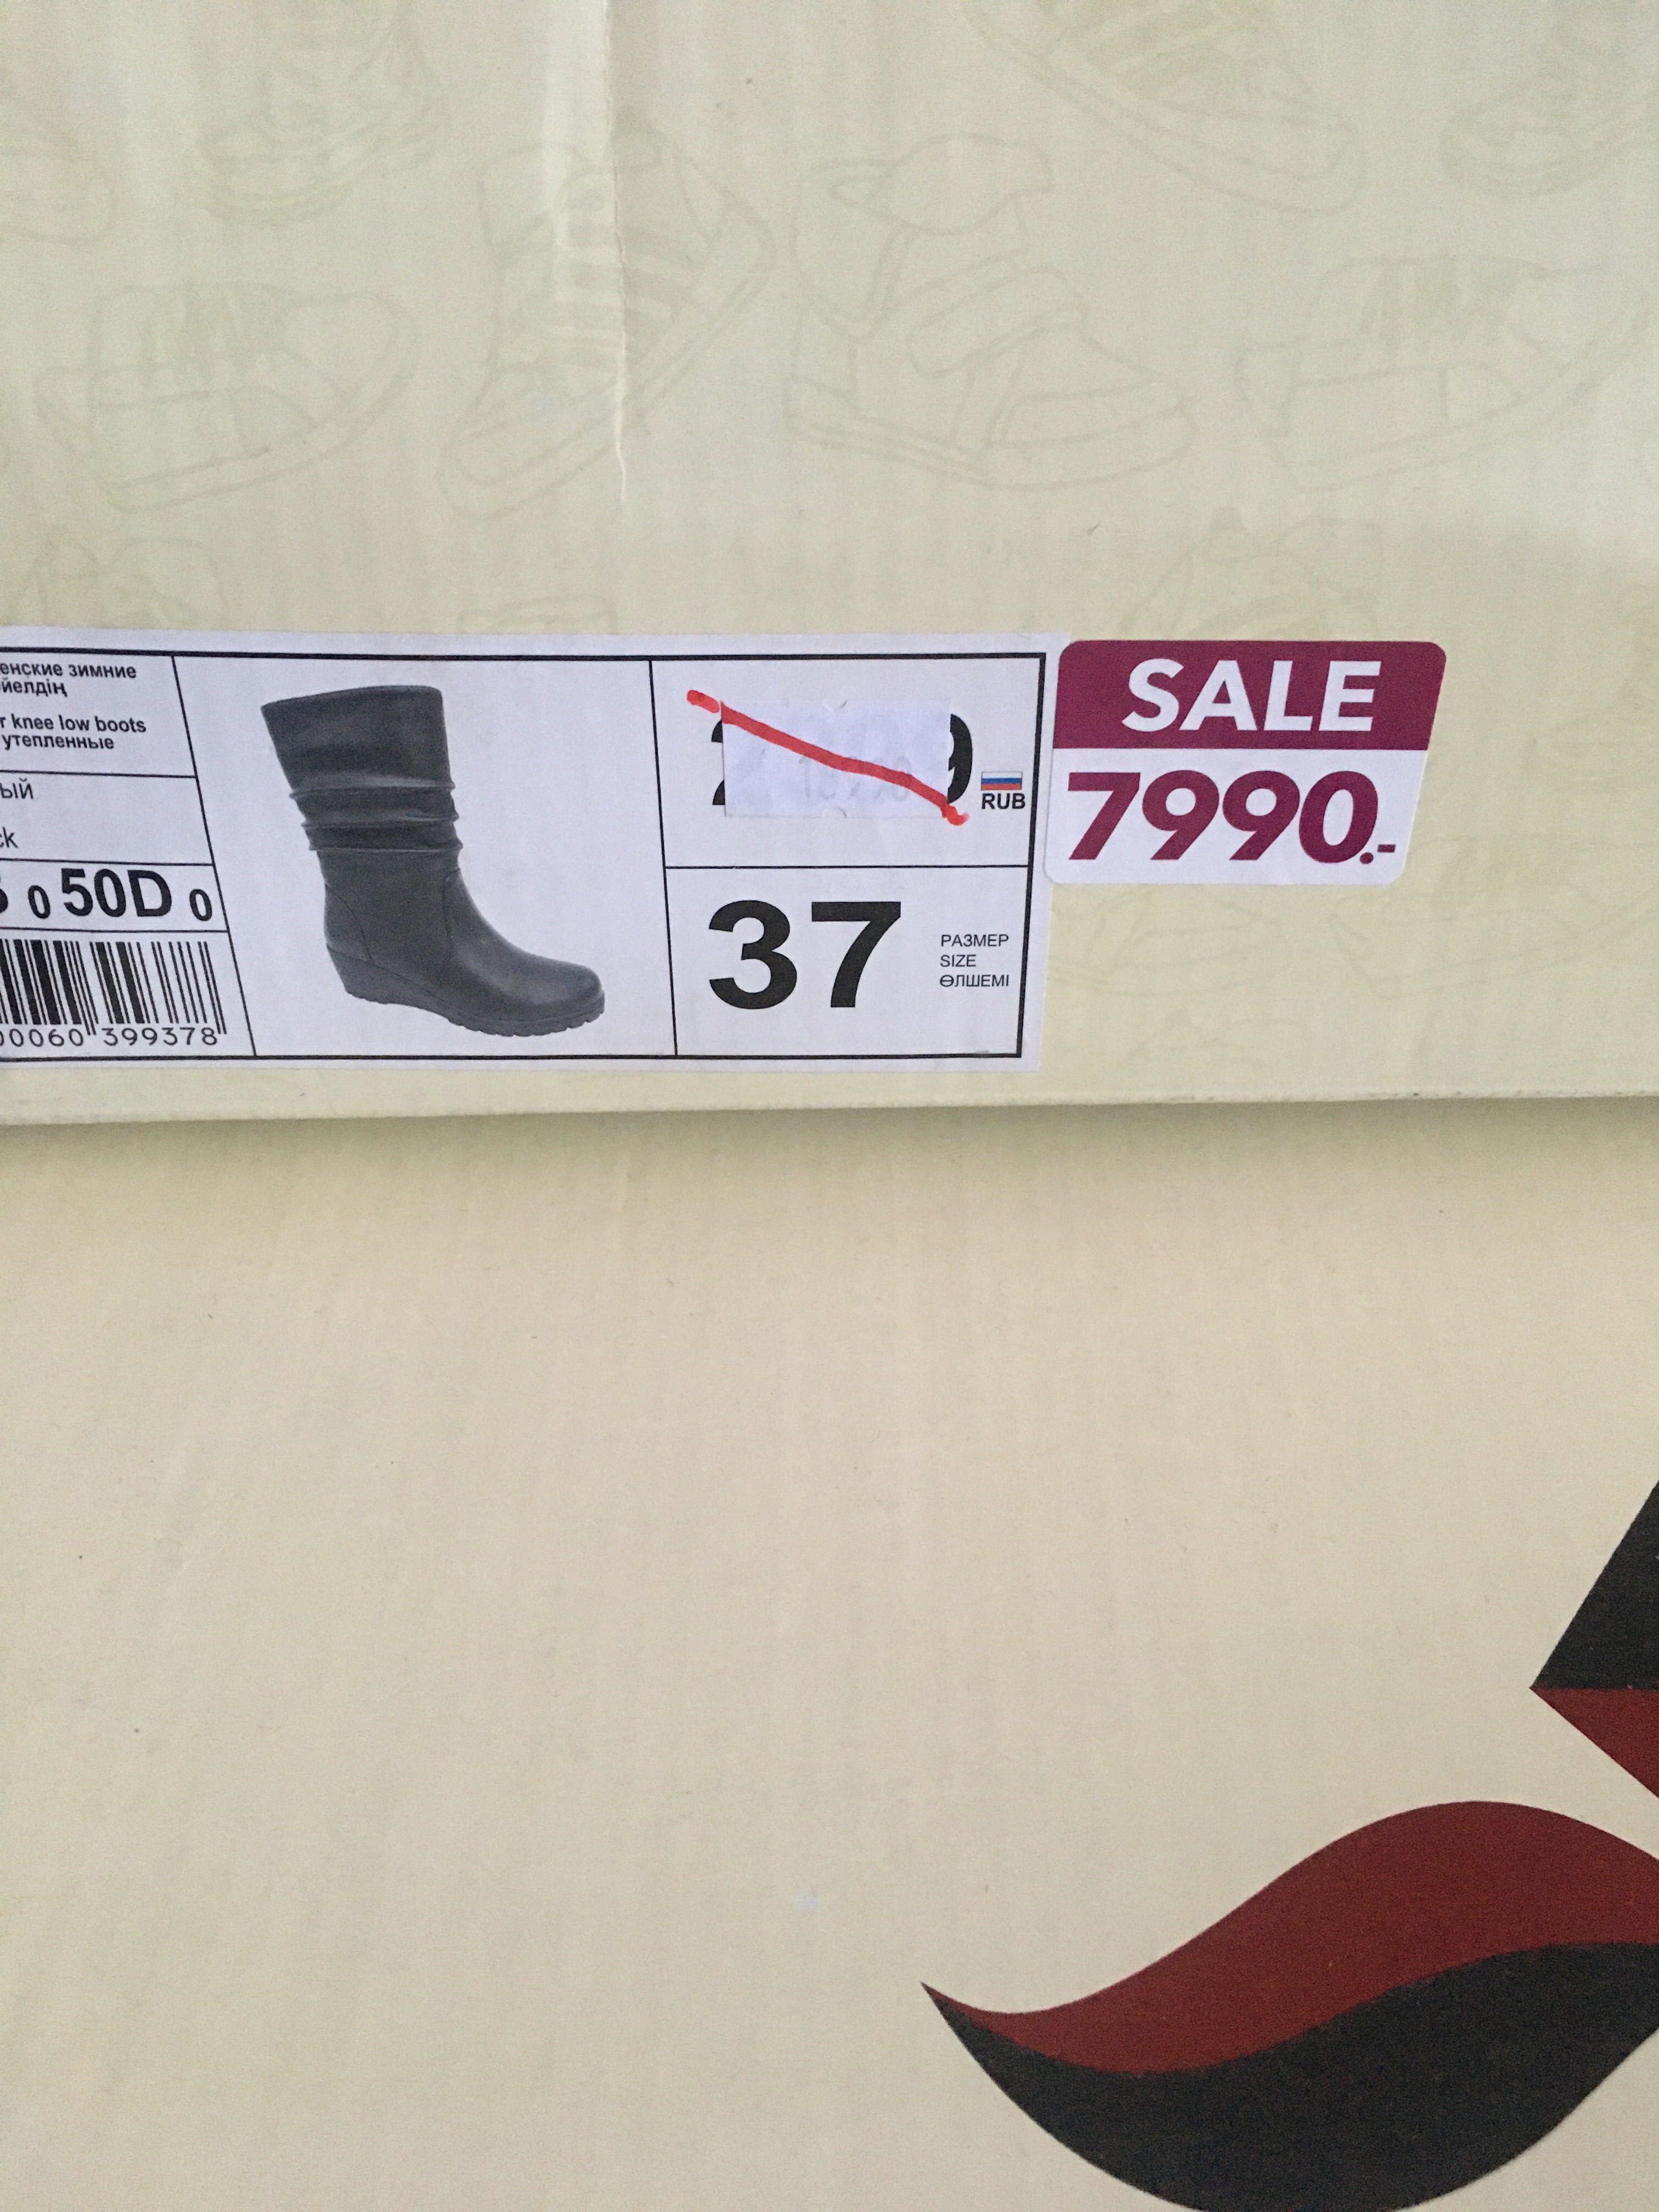 енские зимние
йелдің
r knee low boots
утепленные
ый
ck
0 50D 0
00060 399378
RUB
37
РАЗМЕР
SIZE
ӨЛШЕМІ
SALE
7990.-